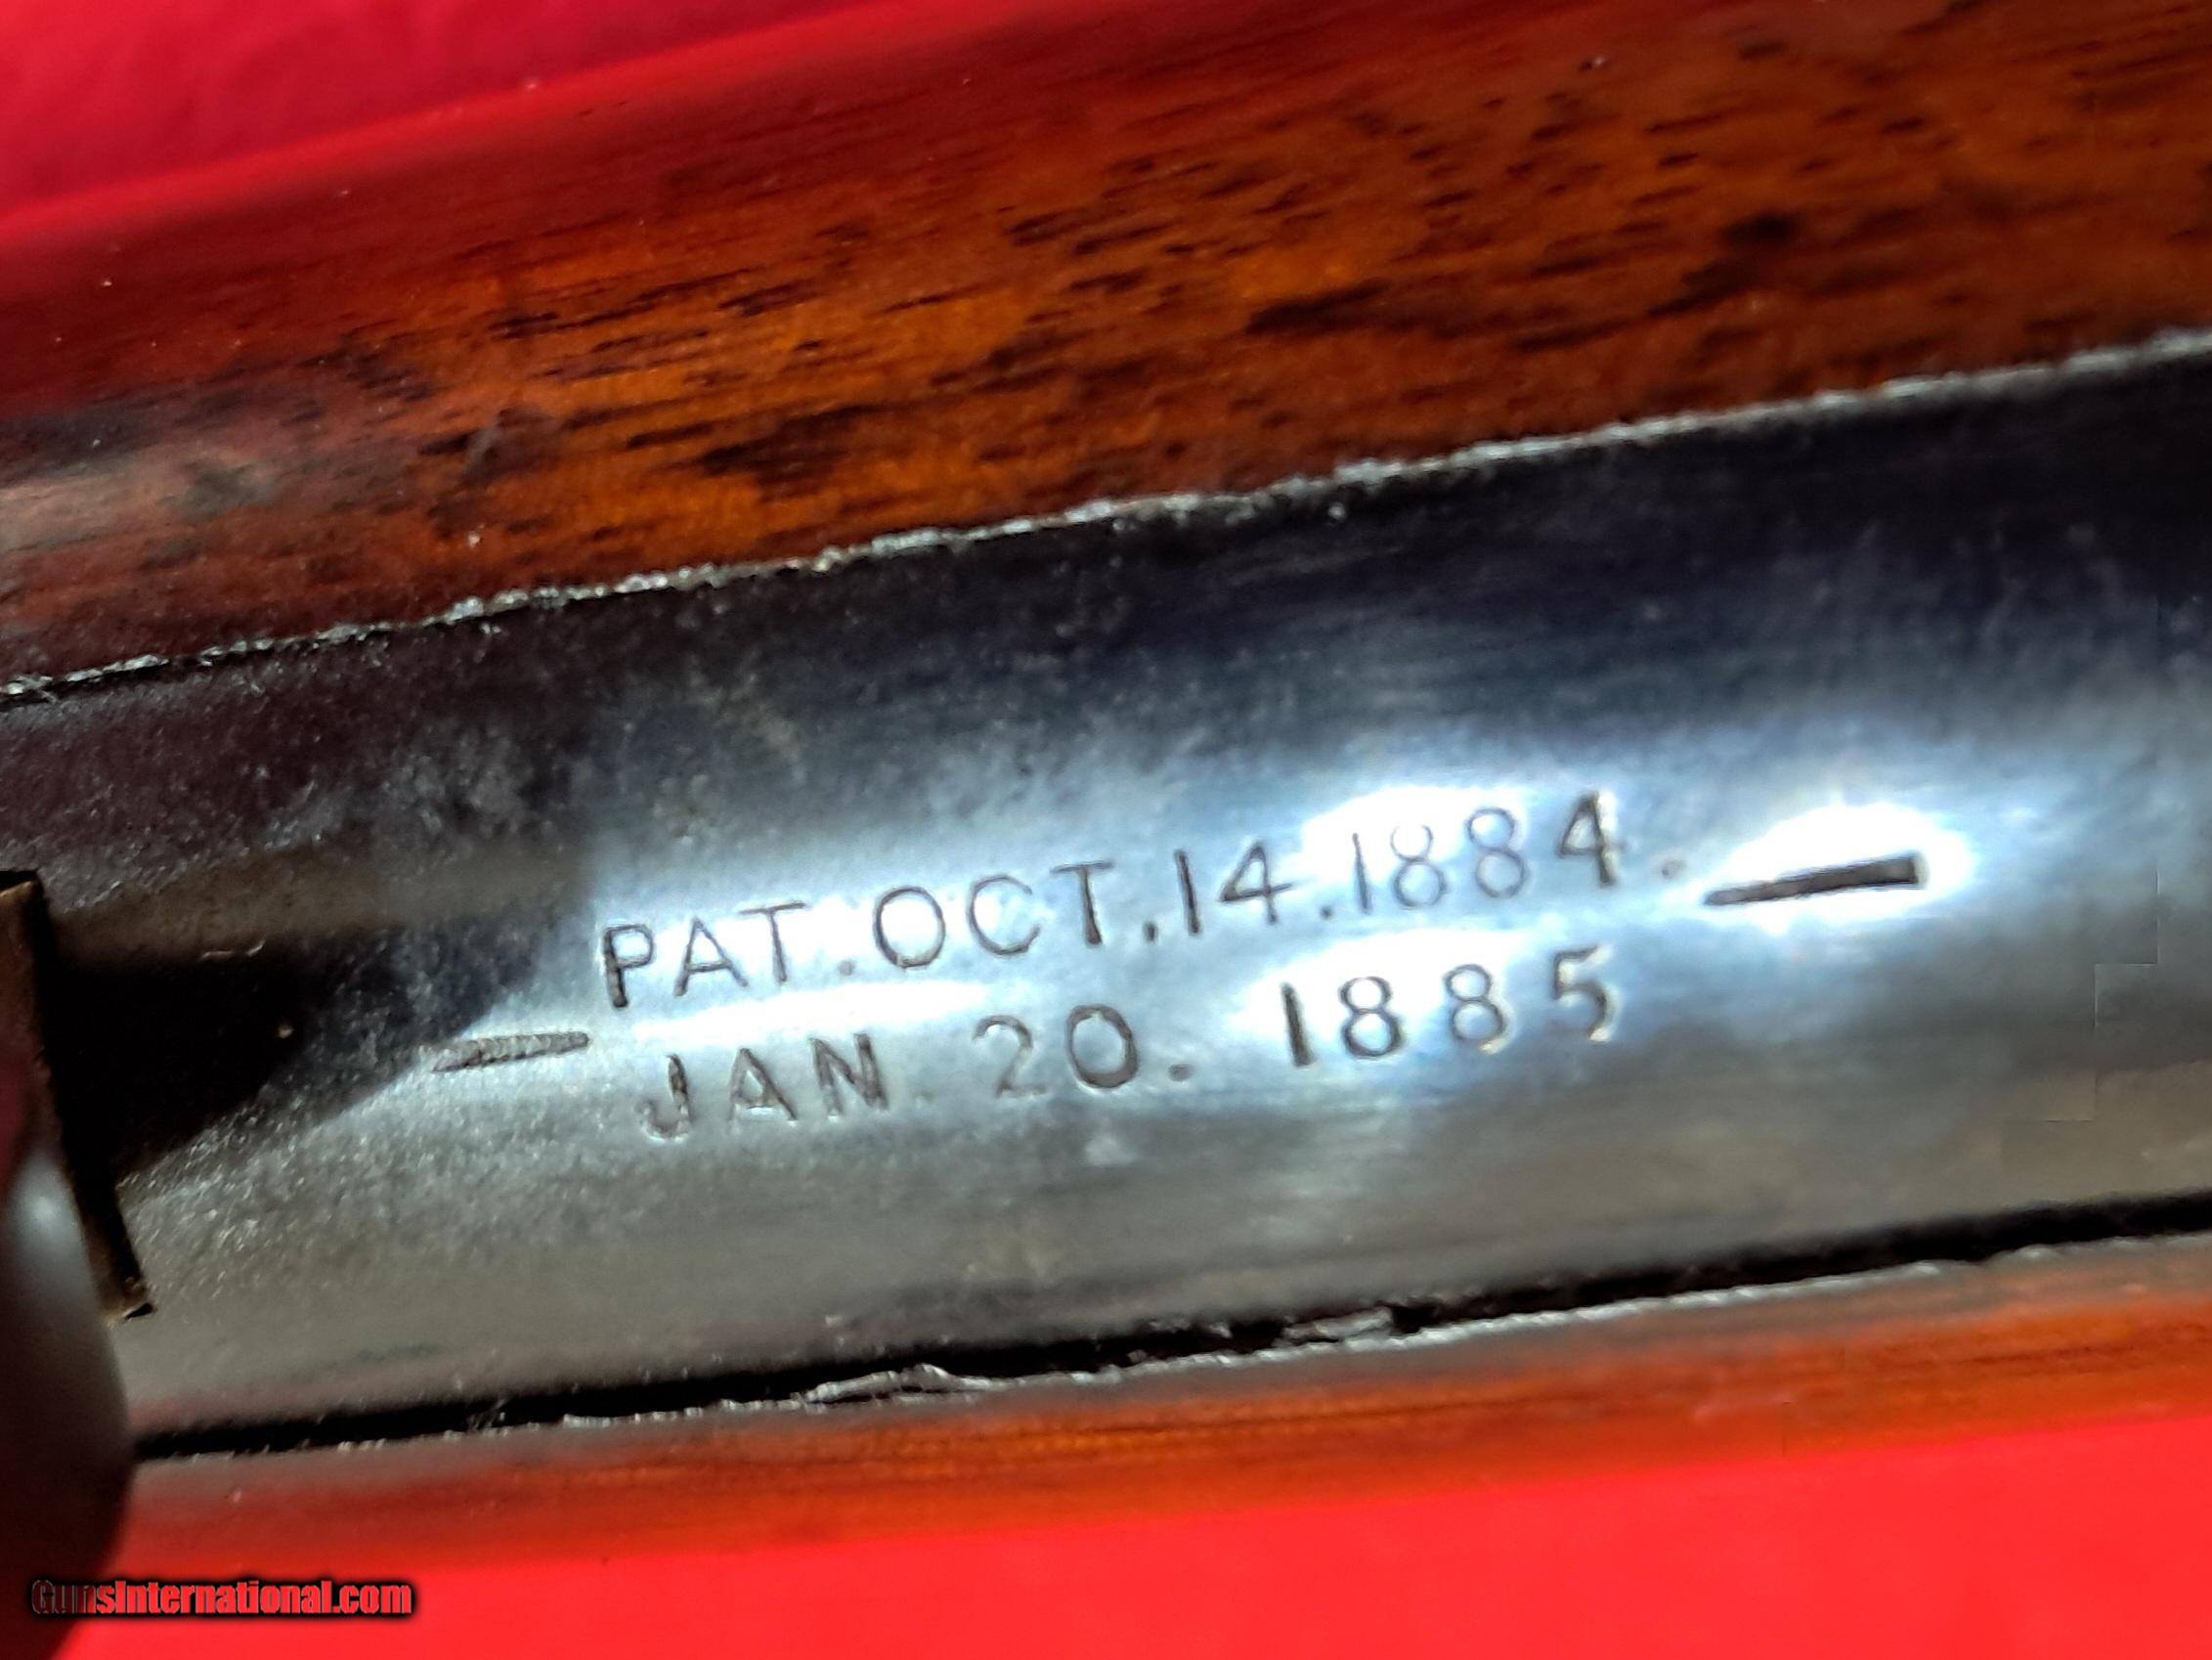 PAT.OCT.14.1884.
JAN. 20. 1885
GunsInternational.com